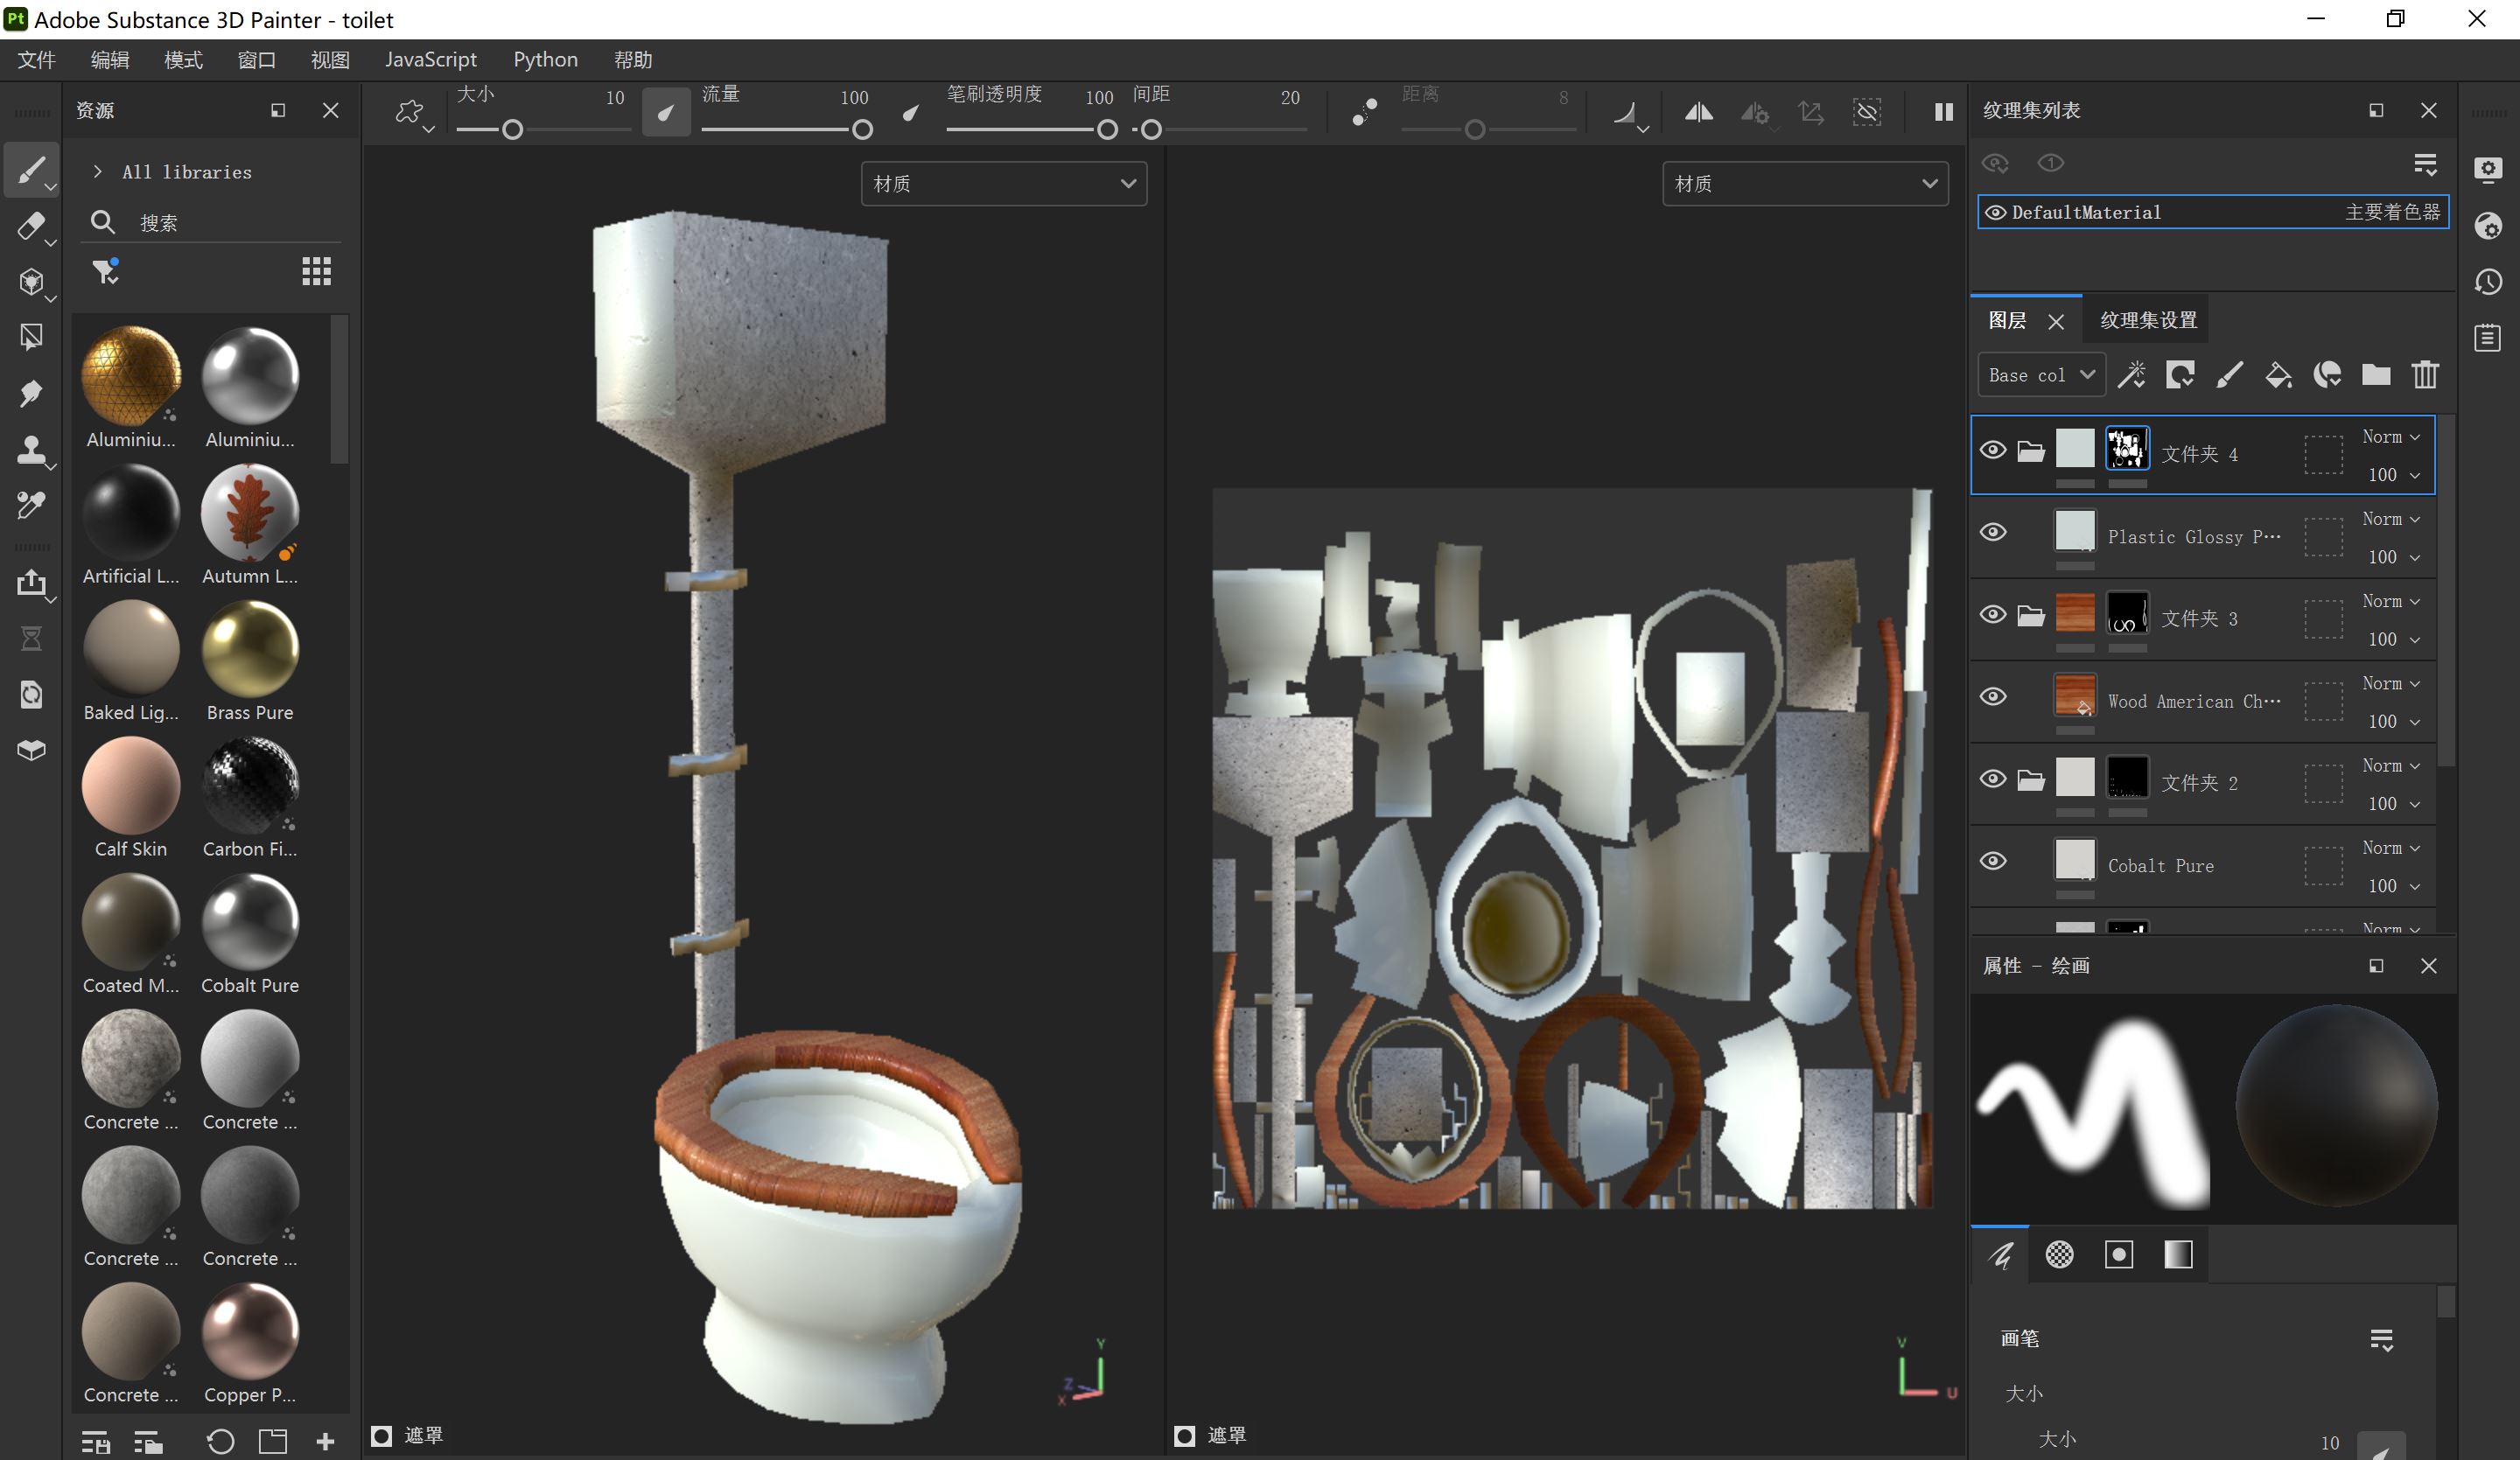 Pt Adobe Substance 3D Painter - toilet
文件 编辑 模式 窗口 视图 JavaScript Python 帮助
资源
All libraries
搜索
Aluminiu... Aluminiu...
Artificial L... Autumn L...
Baked Lig... Brass Pure
Calf Skin Carbon Fi...
Coated M... Cobalt Pure
Concrete ... Concrete ...
Concrete ... Concrete ...
Concrete ... Copper P...
大小 10 流量 100 笔刷透明度 100 间距 20 距离 8
材质
材质
Y
Z
X
V
U
遮罩
遮罩
纹理集列表
1
DefaultMaterial 主要着色器
图层 纹理集设置
Base col
文件夹 4 Norm
100
Plastic Glossy P… Norm
100
文件夹 3 Norm
100
Wood American Ch… Norm
100
文件夹 2 Norm
100
Cobalt Pure Norm
100
Norm
属性 - 绘画
画笔
大小
大小 10